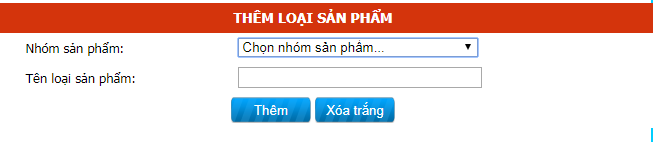 THÊM LOẠI SẢN PHẨM
Nhóm sản phẩm: Chọn nhóm sản phẩm...
Tên loại sản phẩm:
Thêm Xóa trắng